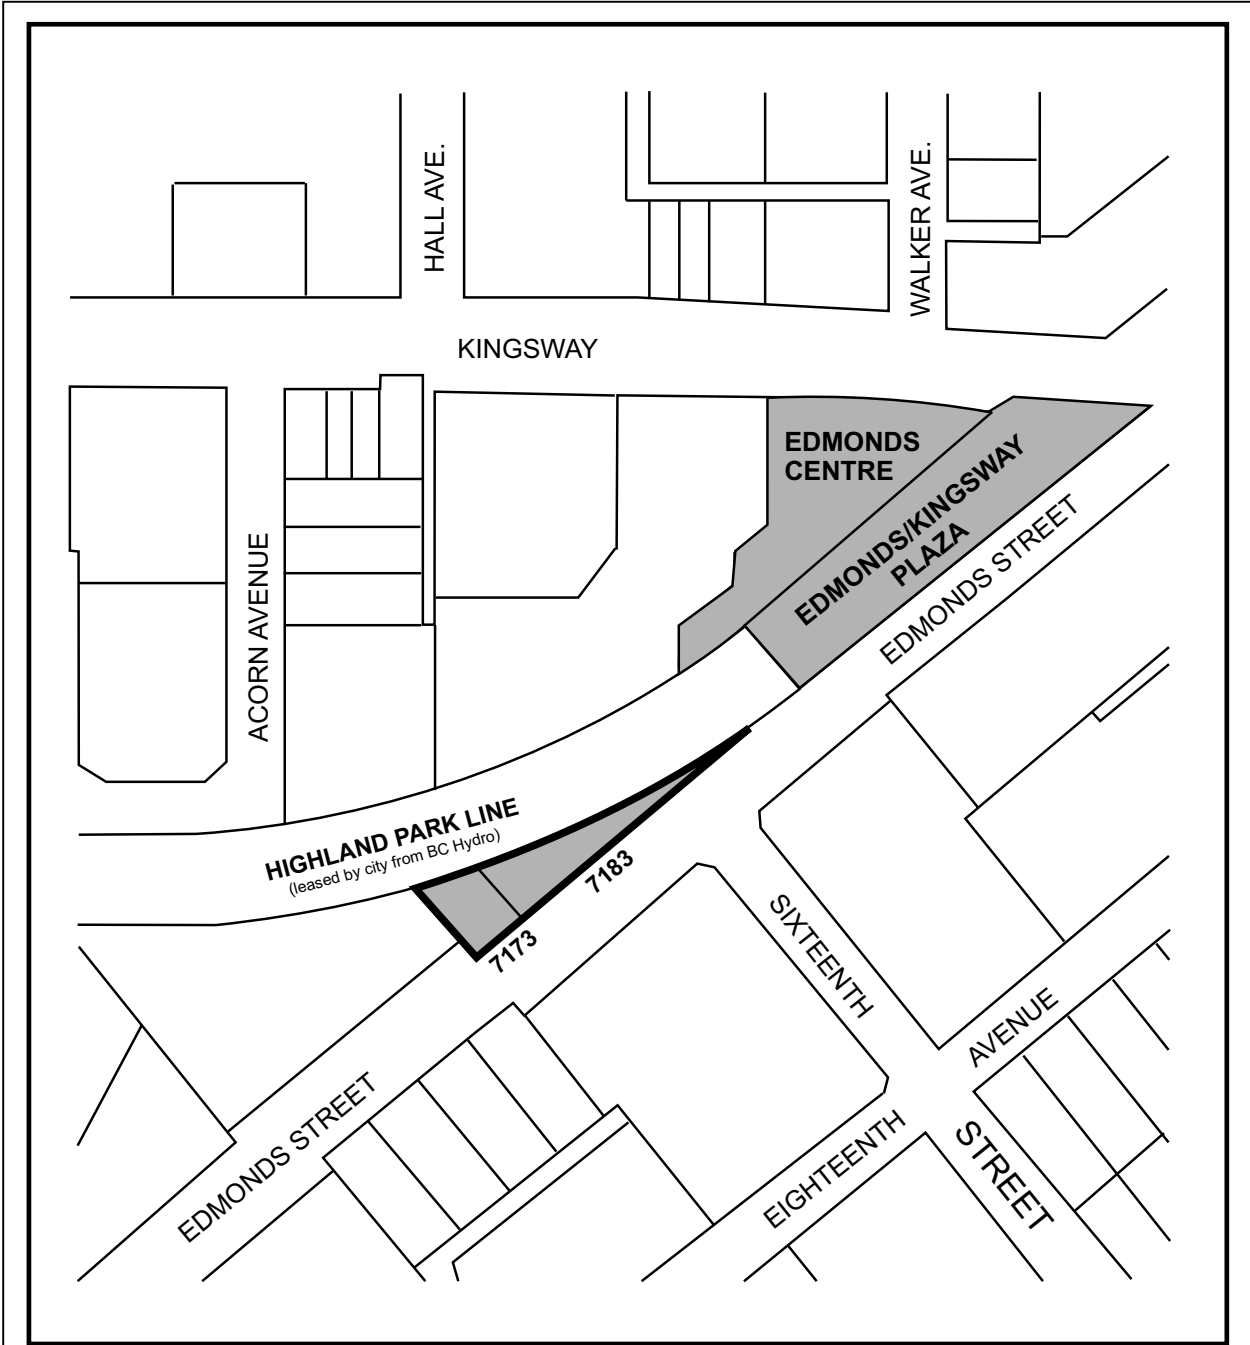 HALL AVE.
WALKER AVE.
KINGSWAY
EDMONDS
CENTRE
EDMONDS/KINGSWAY
PLAZA
EDMONDS STREET
ACORN AVENUE
HIGHLAND PARK LINE
(leased by city from BC Hydro)
7183
7173
SIXTEENTH
STREET
EDMONDS STREET
EIGHTEENTH
AVENUE